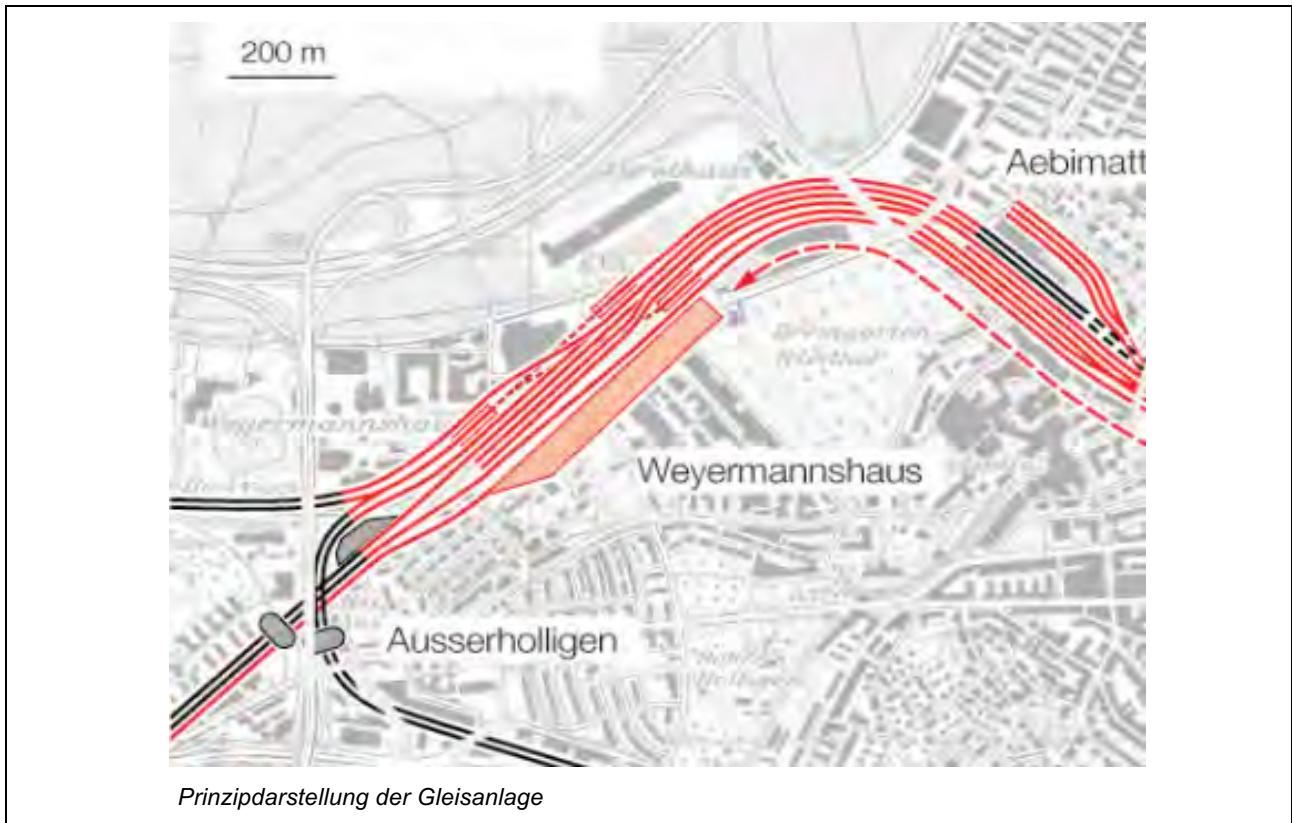 200 m
Aebimatt
Weyermannshaus
Ausserholligen
Prinzipdarstellung der Gleisanlage